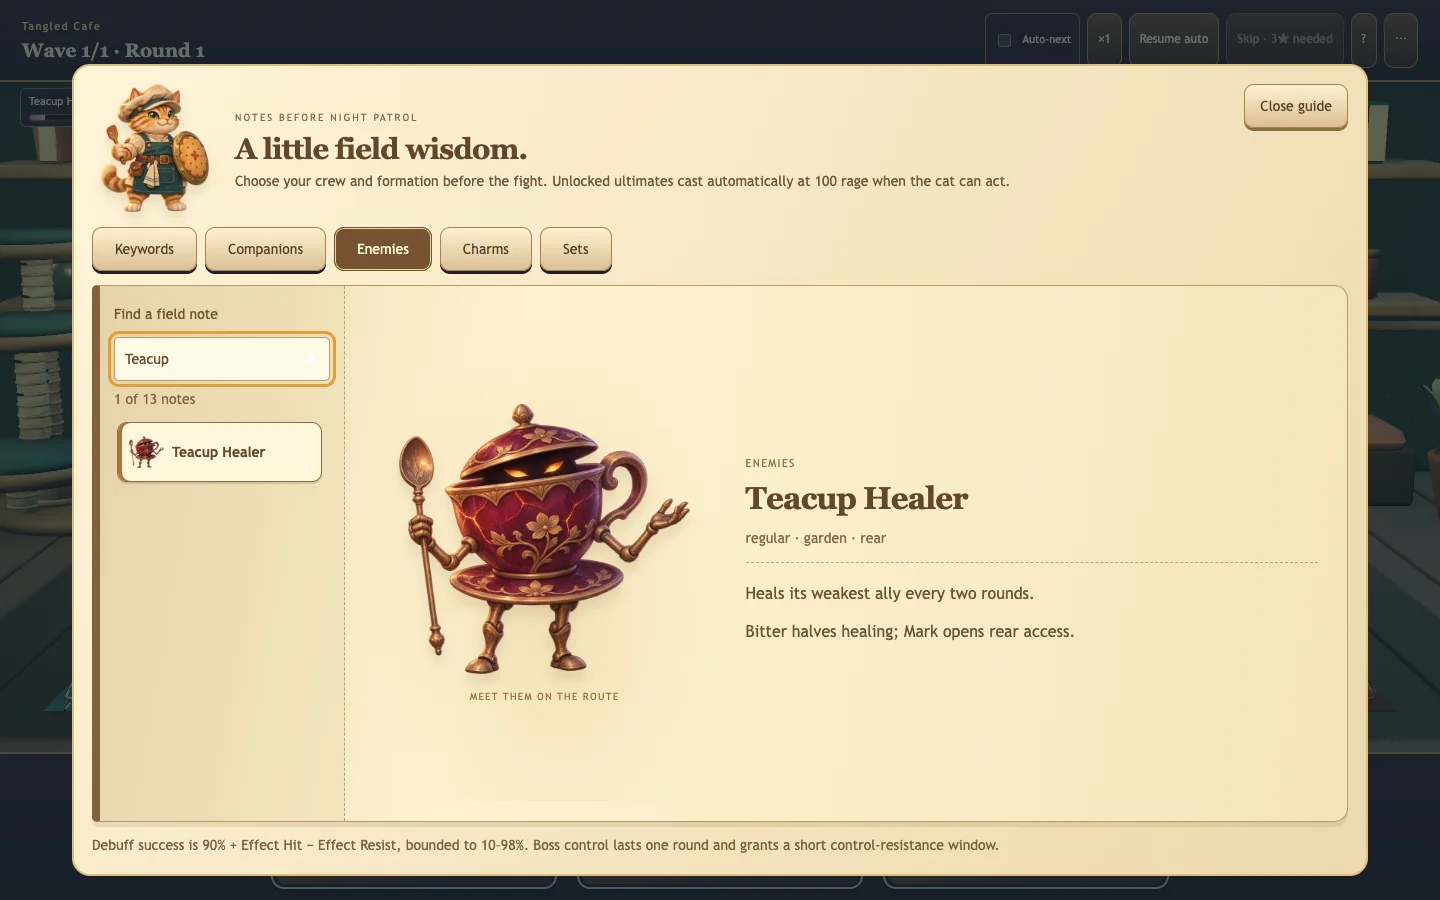 Tangled Cafe
Wave 1/1 · Round 1
Auto-next
×1
Resume auto
Skip · 3★ needed
?
...
Teacup H
NOTES BEFORE NIGHT PATROL
A little field wisdom.
Choose your crew and formation before the fight. Unlocked ultimates cast automatically at 100 rage when the cat can act.
Close guide
Keywords
Companions
Enemies
Charms
Sets
Find a field note
Teacup
1 of 13 notes
Teacup Healer
MEET THEM ON THE ROUTE
ENEMIES
Teacup Healer
regular · garden · rear
Heals its weakest ally every two rounds.
Bitter halves healing; Mark opens rear access.
Debuff success is 90% + Effect Hit − Effect Resist, bounded to 10–98%. Boss control lasts one round and grants a short control-resistance window.